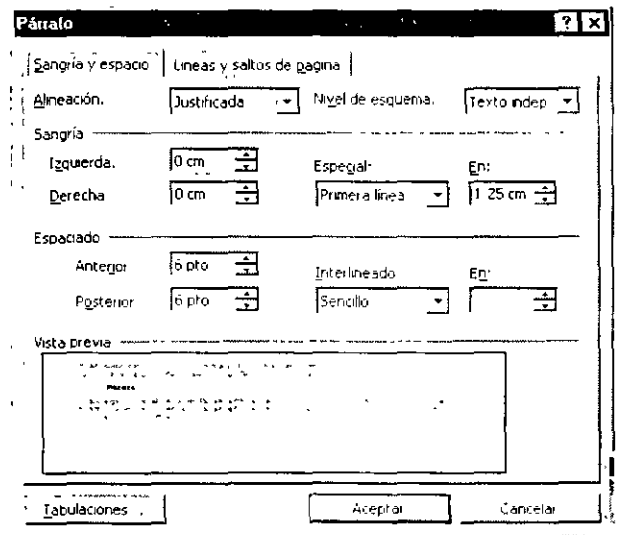 Párrafo ? x
Sangría y espacio Líneas y saltos de pagina
Alineación. Justificada Nivel de esquema. Texto indep
Sangría
Izquierda. 0 cm Especial: En:
Derecha 0 cm Primera línea 1 25 cm
Espaciado
Anterior 6 pto Interlineado En:
Posterior 6 pto Sencillo
Vista previa
Tabulaciones Aceptar Cancelar